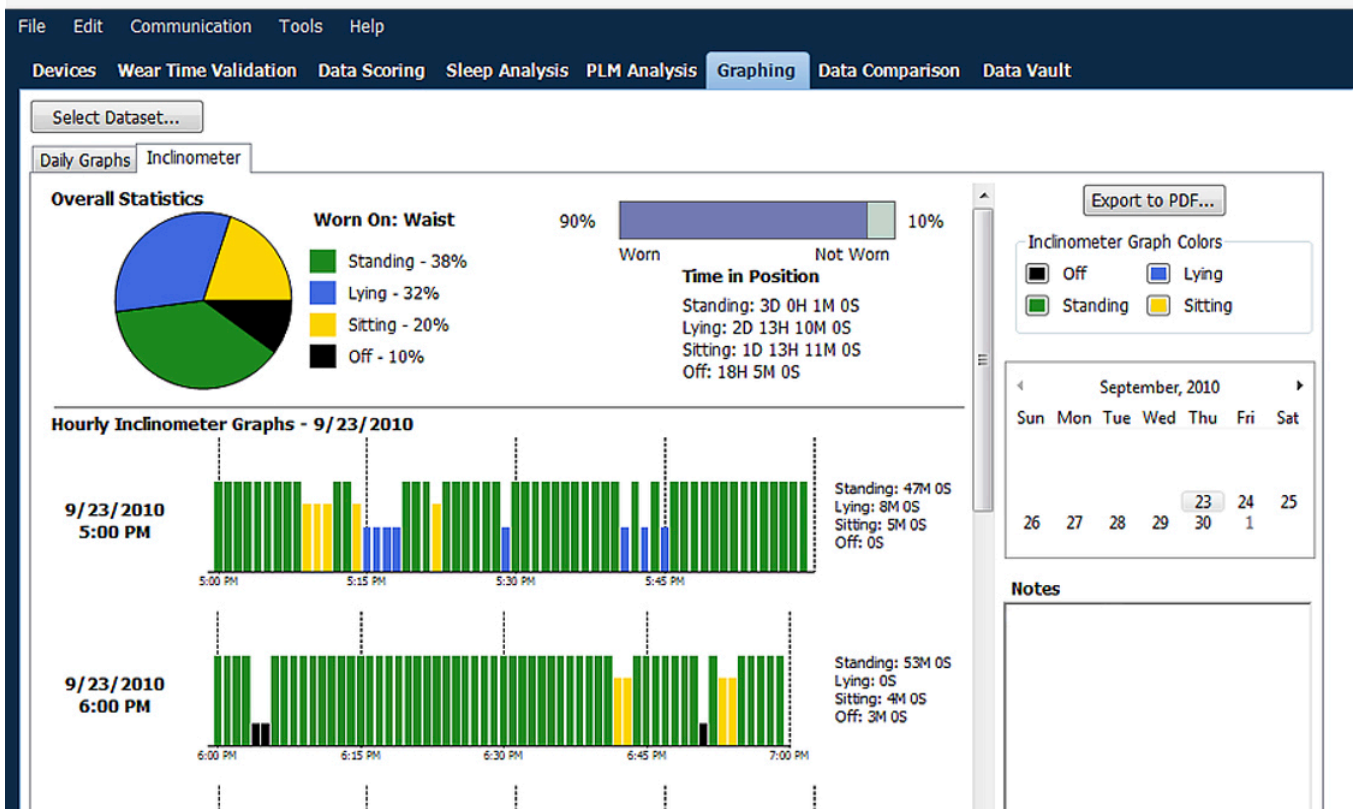 File Edit Communication Tools Help
Devices Wear Time Validation Data Scoring Sleep Analysis PLM Analysis Graphing Data Comparison Data Vault
Select Dataset...
Daily Graphs Inclinometer
Overall Statistics
Worn On: Waist
Standing - 38%
Lying - 32%
Sitting - 20%
Off - 10%
90% 10%
Worn Not Worn
Time in Position
Standing: 3D 0H 1M 0S
Lying: 2D 13H 10M 0S
Sitting: 1D 13H 11M 0S
Off: 18H 5M 0S
Export to PDF...
Inclinometer Graph Colors
Off Lying
Standing Sitting
September, 2010
Sun Mon Tue Wed Thu Fri Sat
23 24 25
26 27 28 29 30 1
Notes
Hourly Inclinometer Graphs - 9/23/2010
9/23/2010
5:00 PM
5:00 PM 5:15 PM 5:30 PM 5:45 PM
Standing: 47M 0S
Lying: 8M 0S
Sitting: 5M 0S
Off: 0S
9/23/2010
6:00 PM
6:00 PM 6:15 PM 6:30 PM 6:45 PM 7:00 PM
Standing: 53M 0S
Lying: 0S
Sitting: 4M 0S
Off: 3M 0S